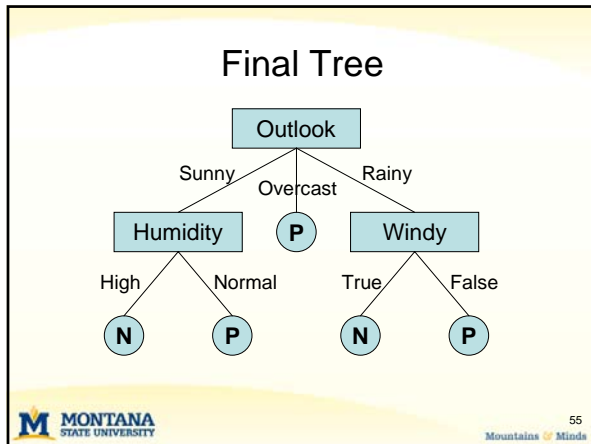 Final Tree
Outlook
Sunny
Overcast
Rainy
Humidity
P
Windy
High
Normal
True
False
N
P
N
P
M MONTANA
STATE UNIVERSITY
55
Mountains & Minds